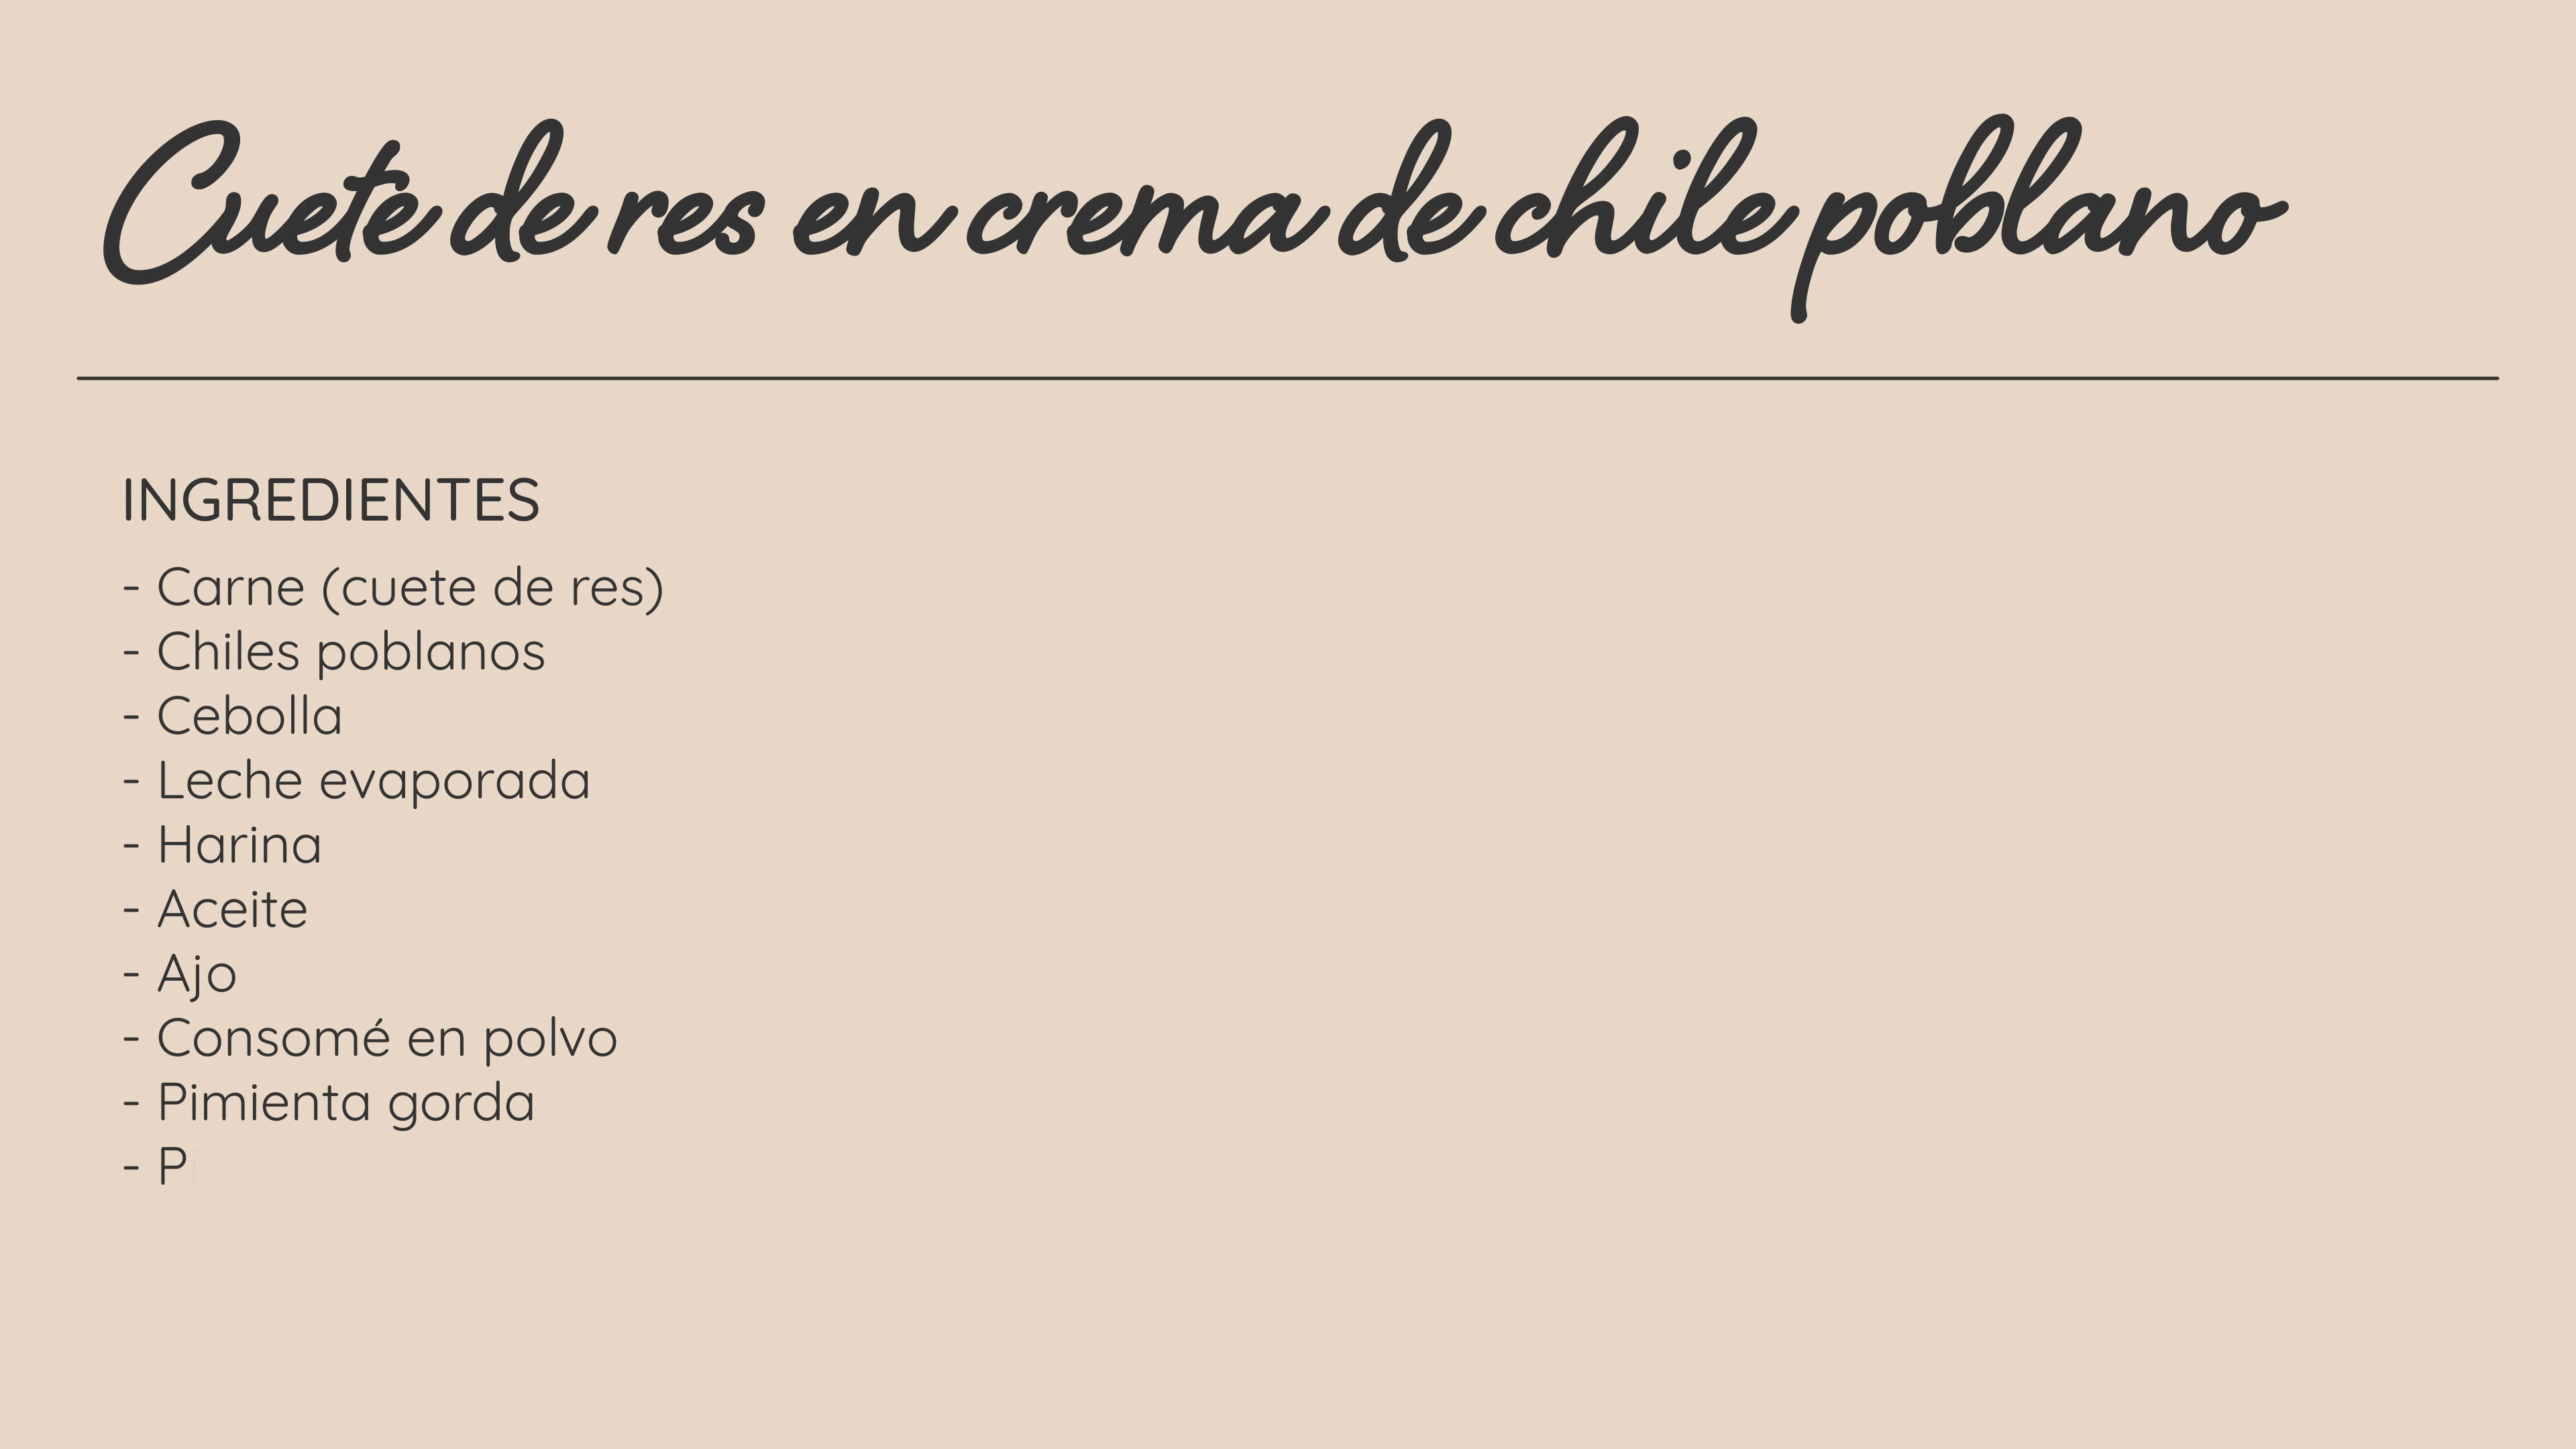 Cuete de res en crema de chile poblano
INGREDIENTES
- Carne (cuete de res)
- Chiles poblanos
- Cebolla
- Leche evaporada
- Harina
- Aceite
- Ajo
- Consomé en polvo
- Pimienta gorda
- P